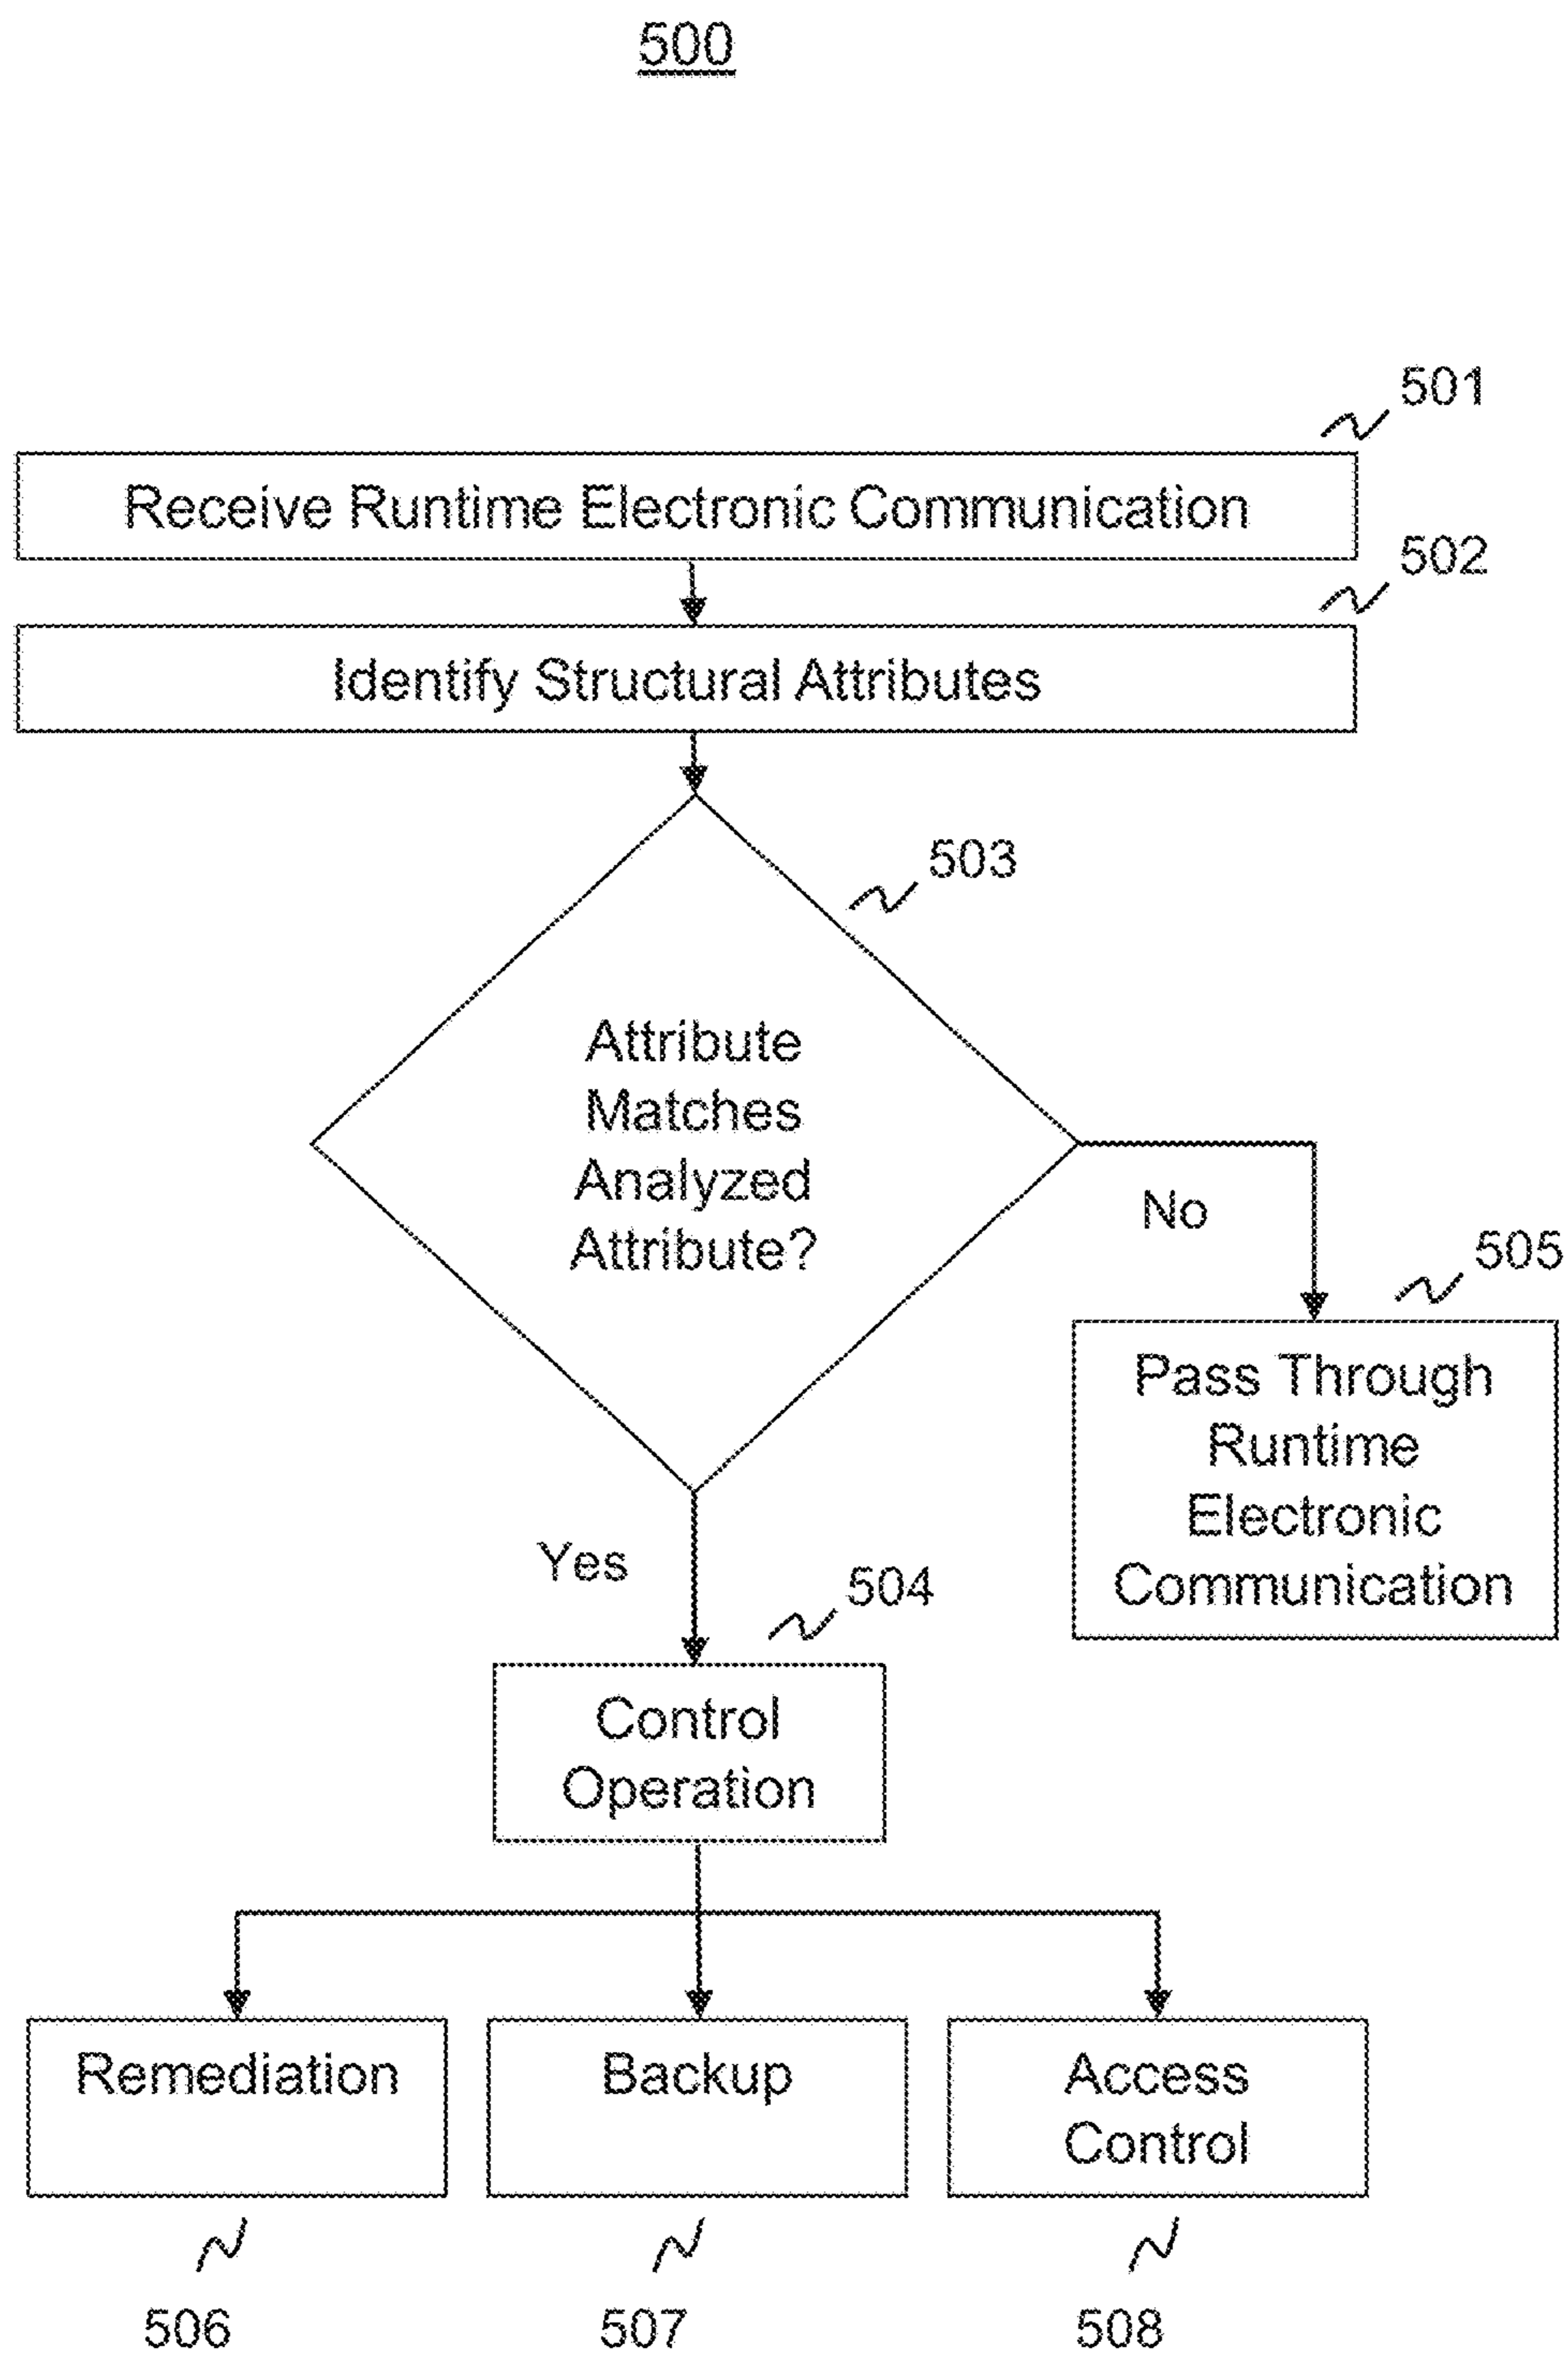 500
501
Receive Runtime Electronic Communication
502
Identify Structural Attributes
503
Attribute
Matches
Analyzed
Attribute?
No
505
Pass Through
Runtime
Electronic
Communication
Yes
504
Control
Operation
Remediation
Backup
Access
Control
506
507
508